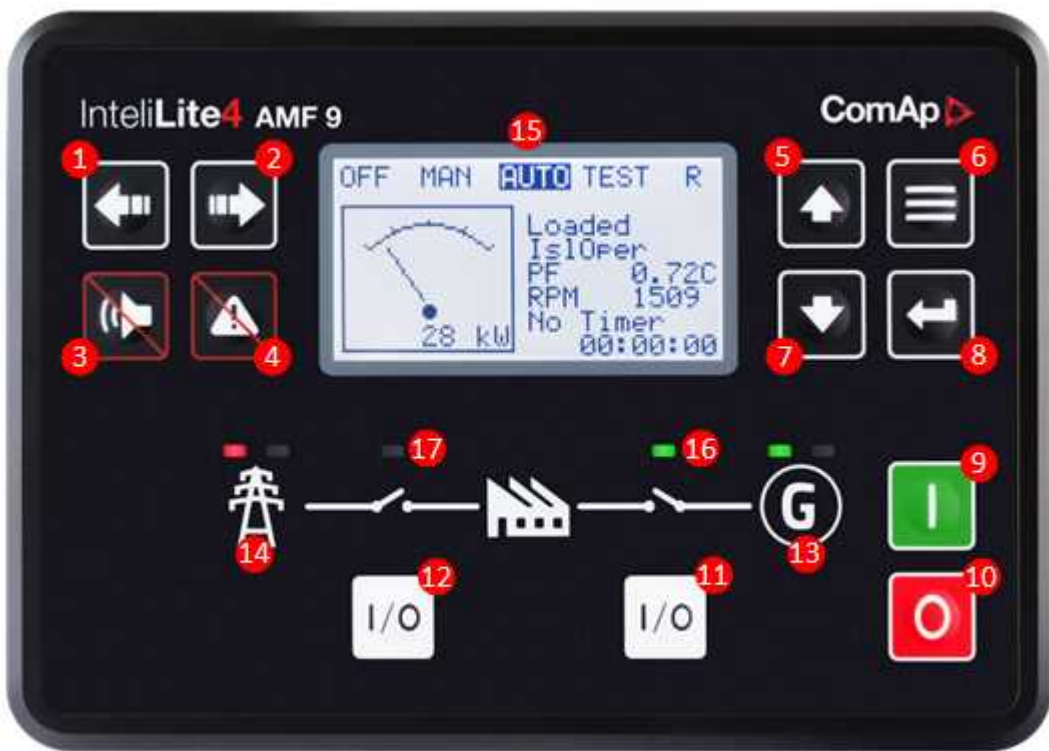 InteliLite4 AMF 9
ComAp
15
1
2
5
6
OFF MAN AUTO TEST R
Loaded
IslOper
PF 0.72C
RPM 1509
No Timer
28 kW
00:00:00
3
4
7
8
17
16
9
G
I
14
13
12
11
10
I/O
I/O
O